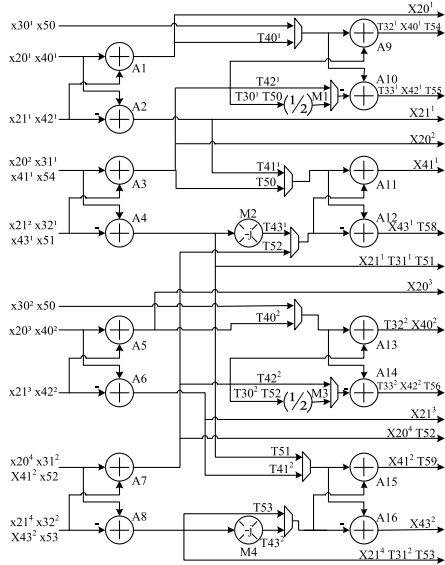 X20¹
x30¹ x50
T40¹
T32¹ X40¹ T54
A9
x20¹ x40¹
A1
A10
T42¹
T33¹ X42¹ T55
T30¹ T50 (1/2) M1
-
x21¹ x42¹
-
A2
X21¹
X20²
x20² x31¹
x41¹ x54
A3
T41¹
T50
X41¹
A11
x21² x32¹
x43¹ x51
-
A4
M2
-j
T43¹
T52
-
A12
X43¹ T58
X21¹ T31¹ T51
X20³
x30² x50
T40²
T32² X40²
A13
x20³ x40²
A5
A14
T42²
T33² X42² T56
T30² T52 (1/2) M3
-
x21³ x42²
-
A6
X21³
X20⁴ T52
x20⁴ x31²
X41² x52
A7
T51
T41²
X41² T59
A15
x21⁴ x32²
X43² x53
-
A8
T53
-j
M4
T43²
-
A16
X43²
X21⁴ T31² T53